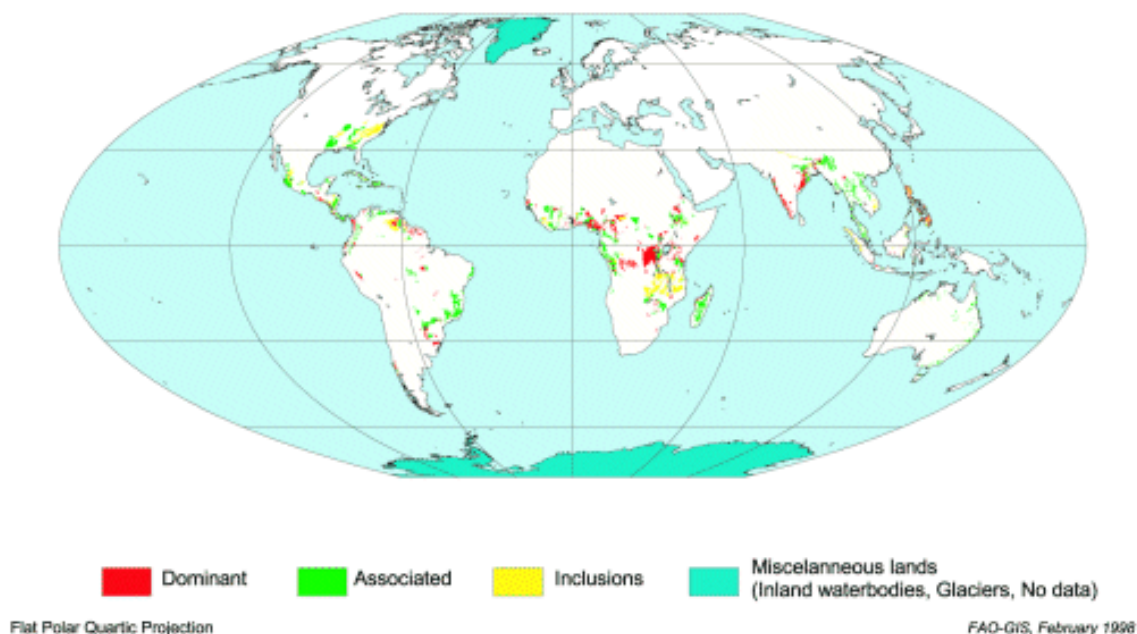 Dominant
Associated
Inclusions
Miscelanneous lands
(Inland waterbodies, Glaciers, No data)
Flat Polar Quartic Projection
FAO-GIS, February 1998